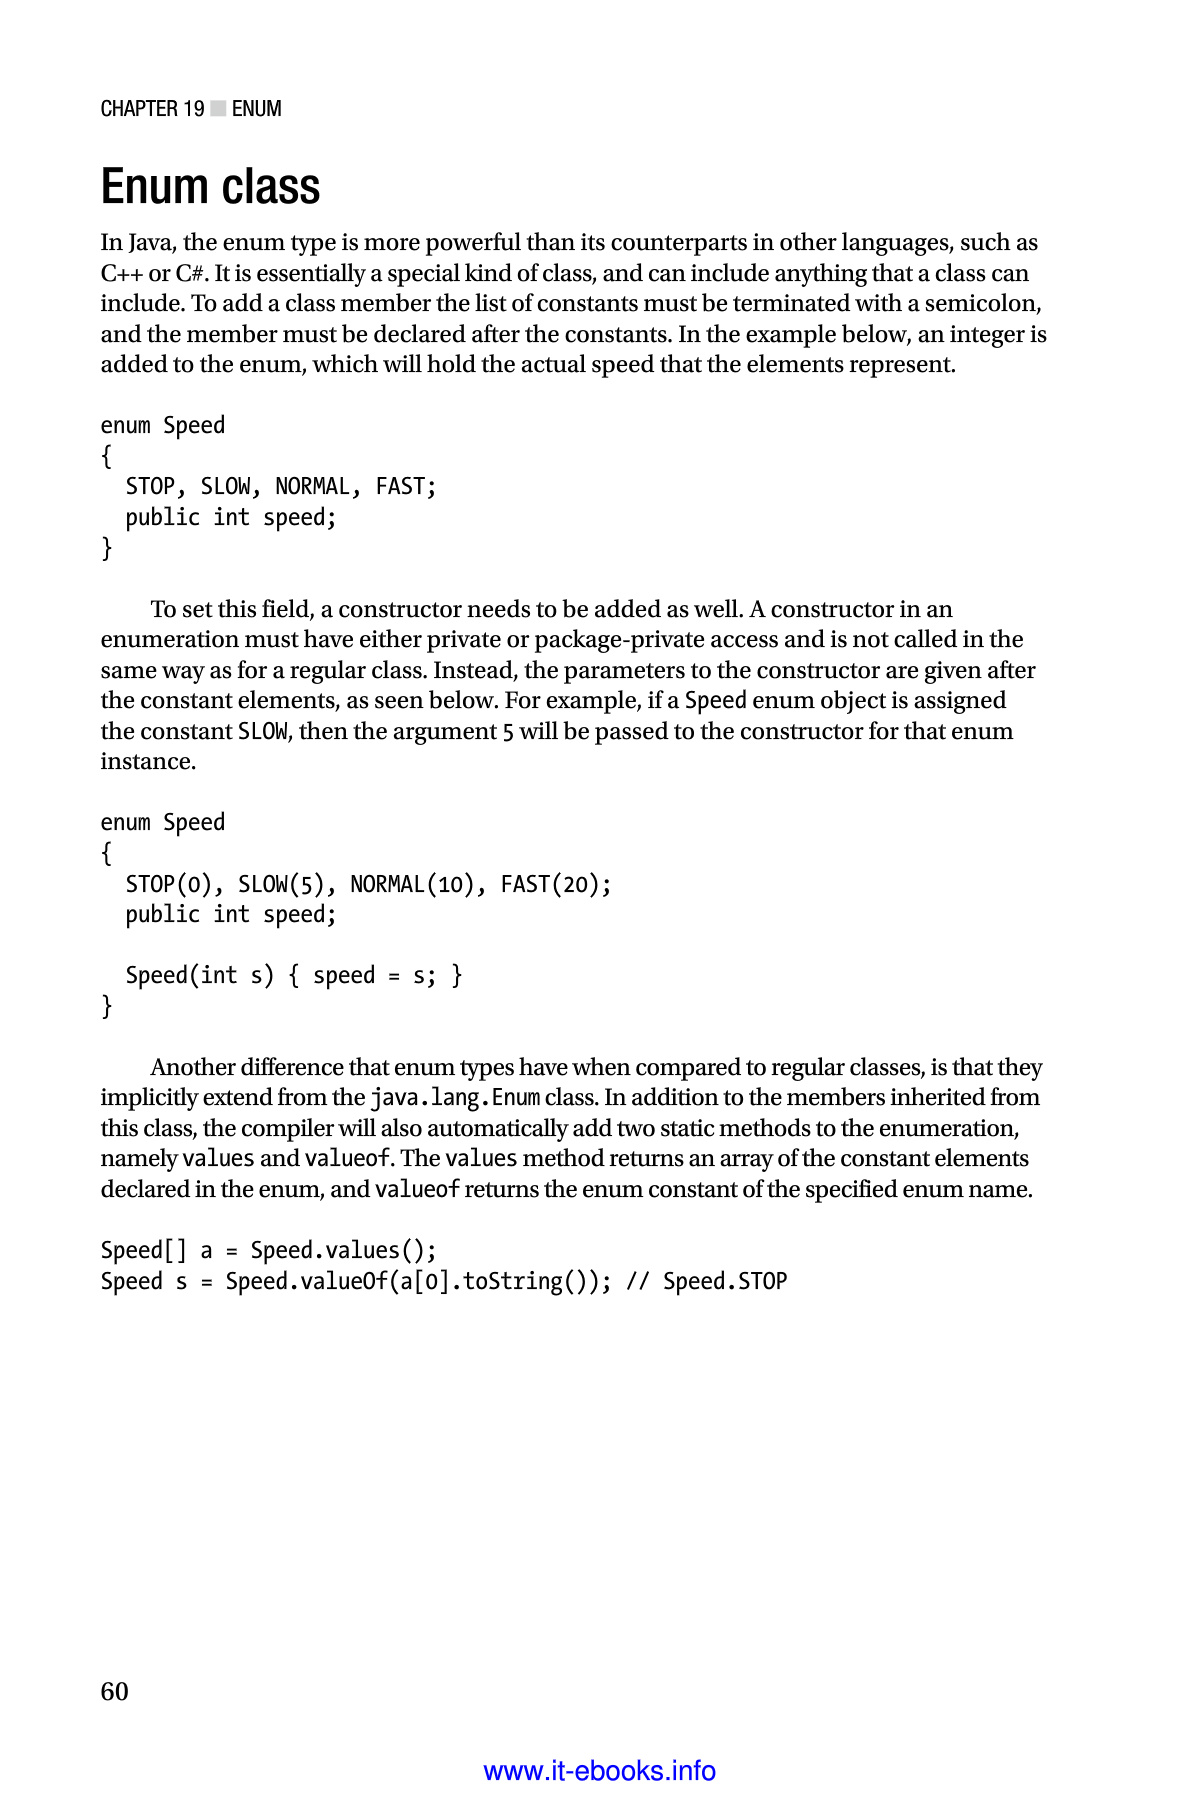 CHAPTER 19 ■ ENUM
Enum class
In Java, the enum type is more powerful than its counterparts in other languages, such as
C++ or C#. It is essentially a special kind of class, and can include anything that a class can
include. To add a class member the list of constants must be terminated with a semicolon,
and the member must be declared after the constants. In the example below, an integer is
added to the enum, which will hold the actual speed that the elements represent.
enum Speed
{
  STOP, SLOW, NORMAL, FAST;
  public int speed;
}
To set this field, a constructor needs to be added as well. A constructor in an
enumeration must have either private or package-private access and is not called in the
same way as for a regular class. Instead, the parameters to the constructor are given after
the constant elements, as seen below. For example, if a Speed enum object is assigned
the constant SLOW, then the argument 5 will be passed to the constructor for that enum
instance.
enum Speed
{
  STOP(0), SLOW(5), NORMAL(10), FAST(20);
  public int speed;
  Speed(int s) { speed = s; }
}
Another difference that enum types have when compared to regular classes, is that they
implicitly extend from the java.lang.Enum class. In addition to the members inherited from
this class, the compiler will also automatically add two static methods to the enumeration,
namely values and valueof. The values method returns an array of the constant elements
declared in the enum, and valueof returns the enum constant of the specified enum name.
Speed[] a = Speed.values();
Speed s = Speed.valueOf(a[0].toString()); // Speed.STOP
60
www.it-ebooks.info